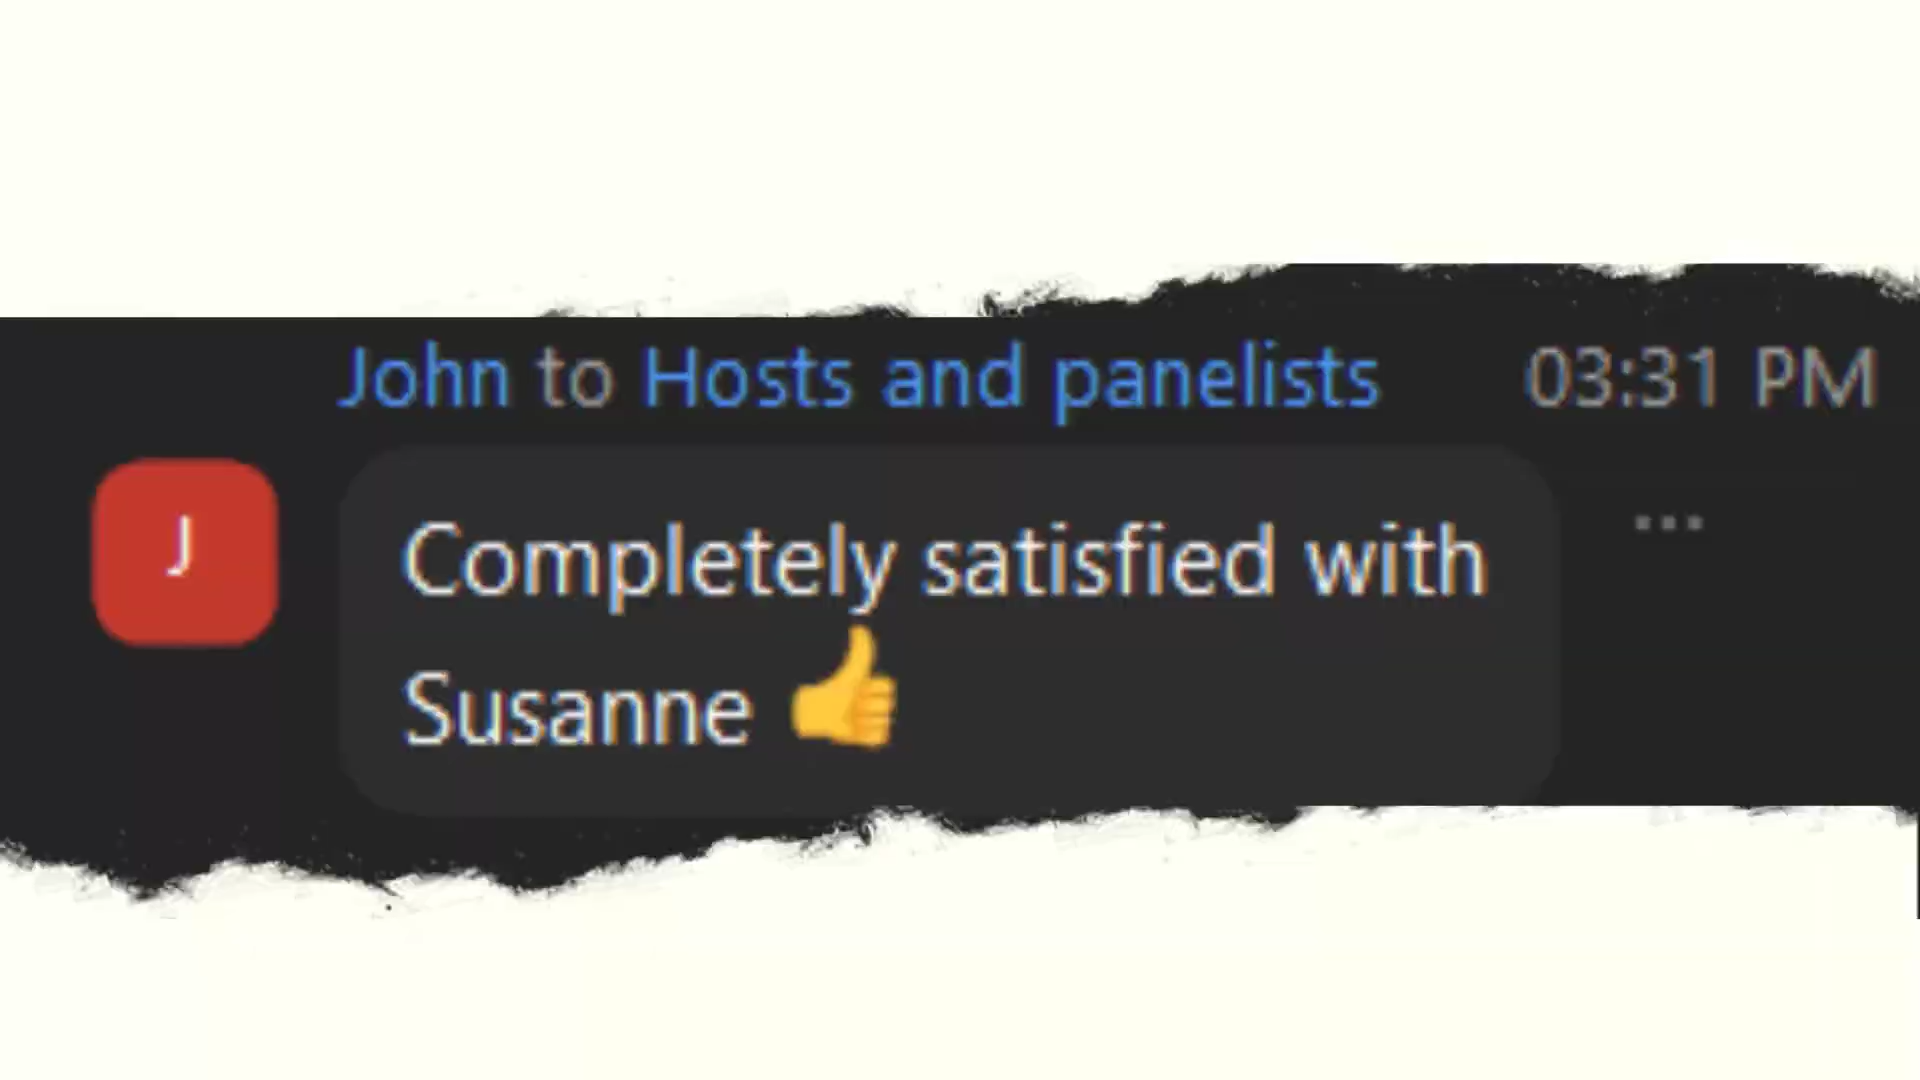 John to Hosts and panelists 03:31 PM
J
Completely satisfied with
Susanne 👍